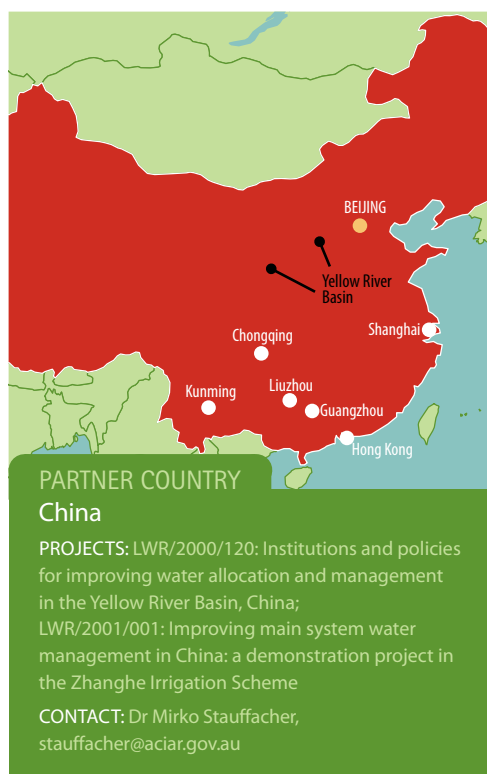 BEIJING
Yellow River
Basin
Shanghai
Chongqing
Liuzhou
Kunming
Guangzhou
Hong Kong
PARTNER COUNTRY
China
PROJECTS: LWR/2000/120: Institutions and policies
for improving water allocation and management
in the Yellow River Basin, China;
LWR/2001/001: Improving main system water
management in China: a demonstration project in
the Zhanghe Irrigation Scheme
CONTACT: Dr Mirko Stauffacher,
stauffacher@aciar.gov.au